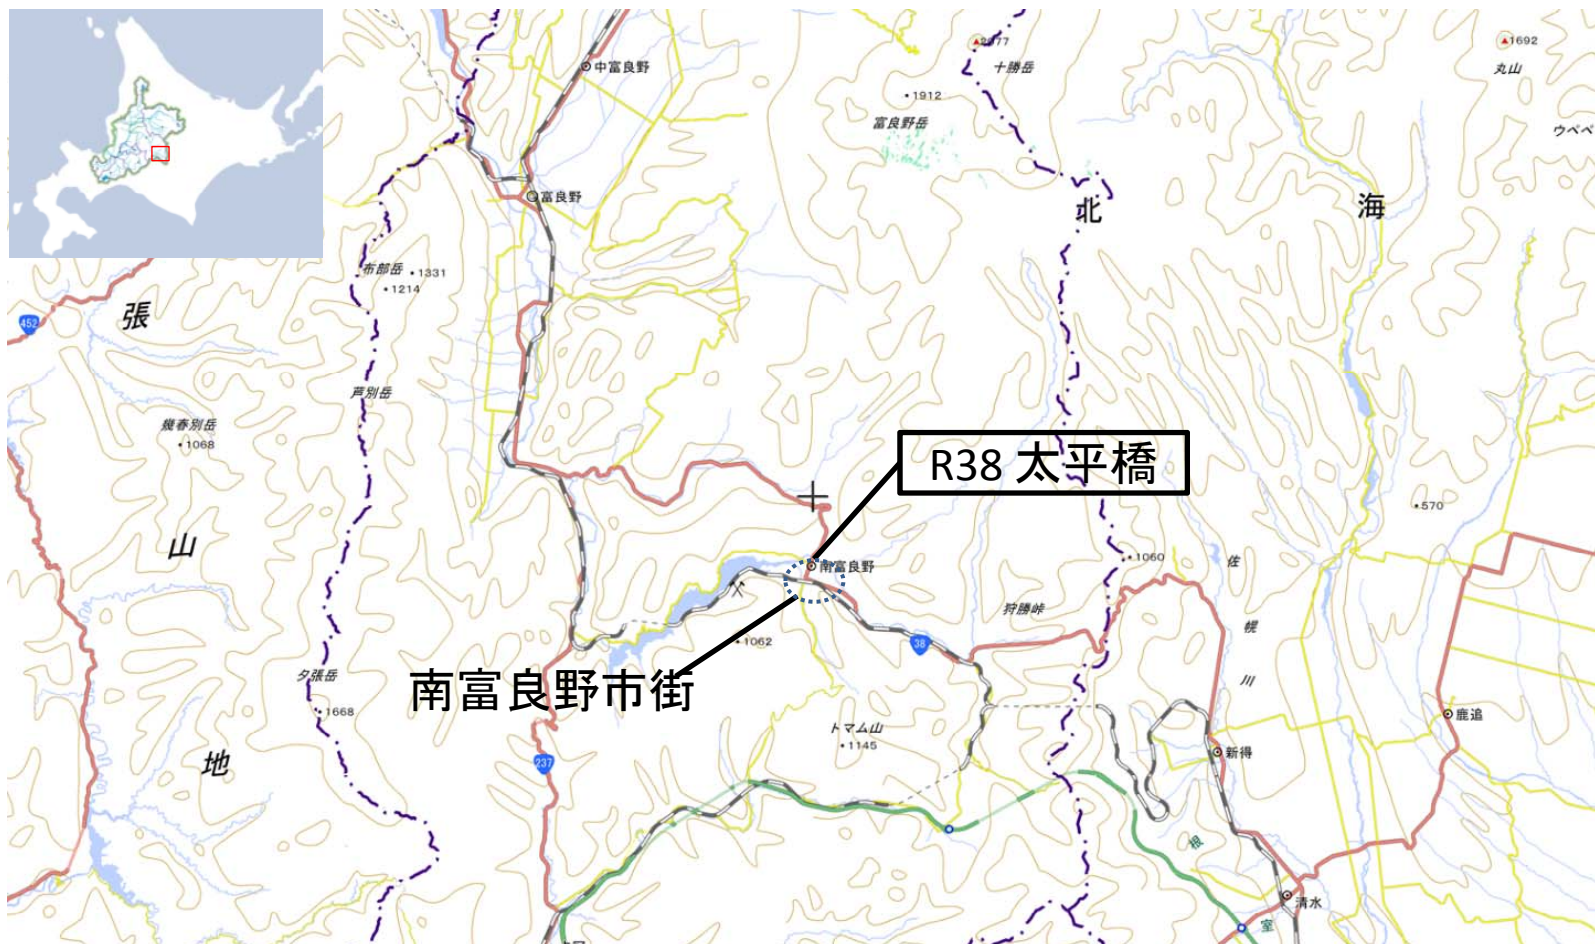 中富良野
2077
十勝岳
1692
丸山
1912
富良野岳
ウペペ
富良野
北
海
布部岳
1331
1214
張
452
芦別岳
幾春別岳
1068
R38 太平橋
570
山
1060
佐
南富良野
狩勝峠
幌
1062
38
川
夕張岳
南富良野市街
1668
トマム山
1145
鹿追
地
新得
237
根
清水
室